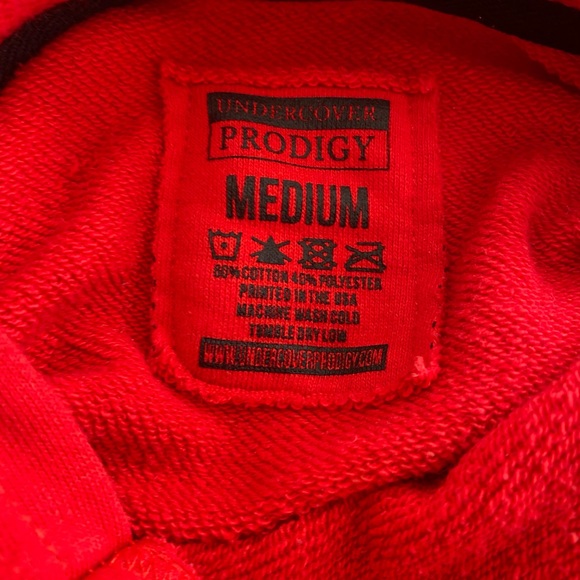 UNDERCOVER
PRODIGY
MEDIUM
60% COTTON 40% POLYESTER
PRINTED IN THE USA
MACHINE WASH COLD
TUMBLE DRY LOW
WWW.UNDERCOVERPRODIGY.COM